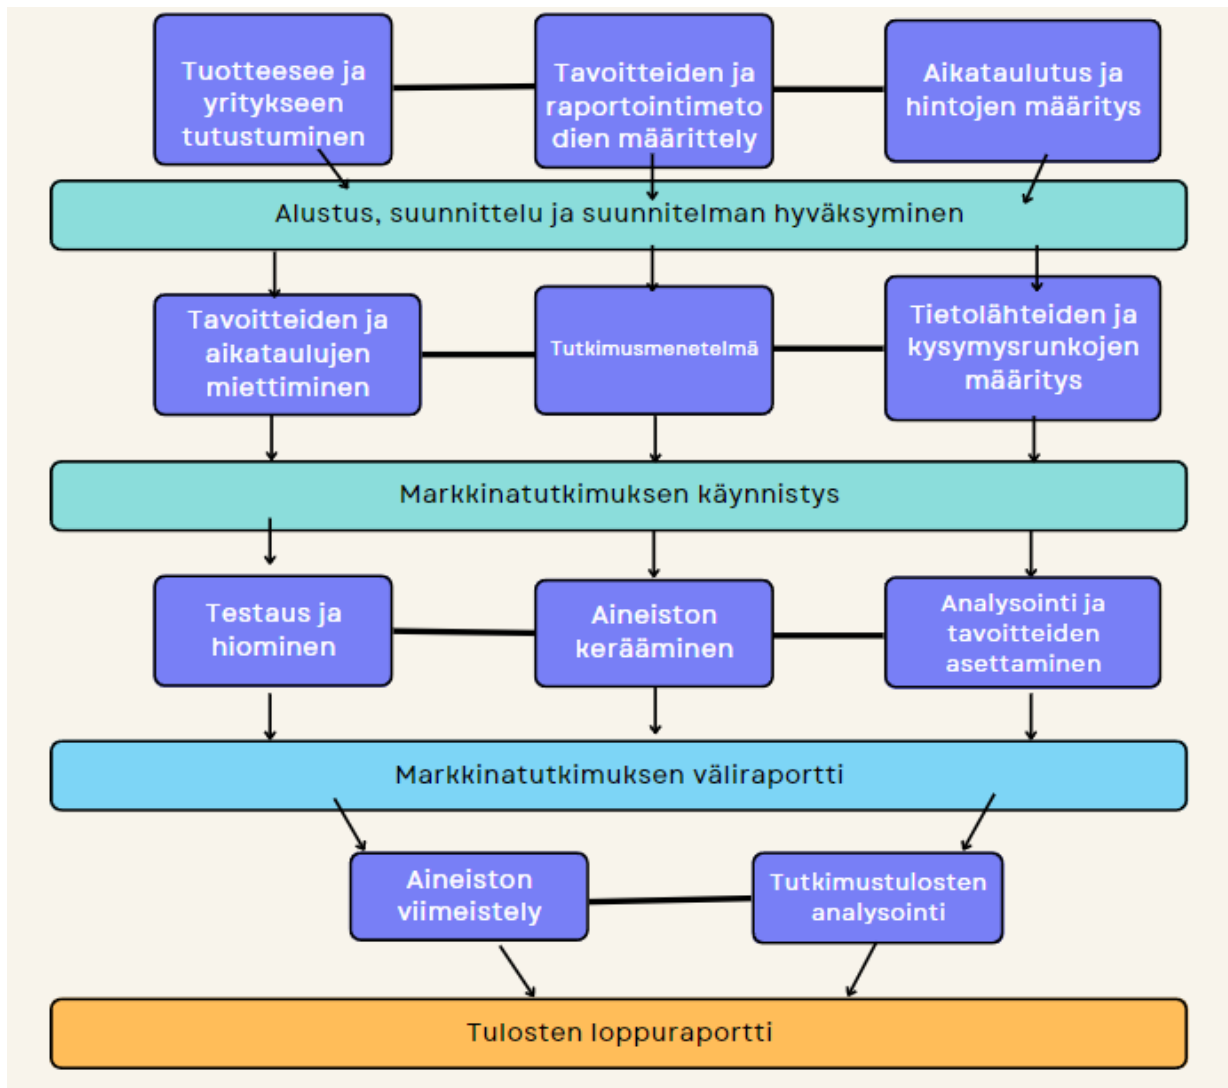 Tuotteesee ja
yritykseen
tutustuminen
Tavoitteiden ja
raportointimeto
dien määrittely
Aikataulutus ja
hintojen määritys
Alustus, suunnittelu ja suunnitelman hyväksyminen
Tavoitteiden ja
aikataulujen
miettiminen
Tutkimusmenetelmä
Tietolähteiden ja
kysymysrunkojen
määritys
Markkinatutkimuksen käynnistys
Testaus ja
hiominen
Aineiston
kerääminen
Analysointi ja
tavoitteiden
asettaminen
Markkinatutkimuksen väliraportti
Aineiston
viimeistely
Tutkimustulosten
analysointi
Tulosten loppuraportti